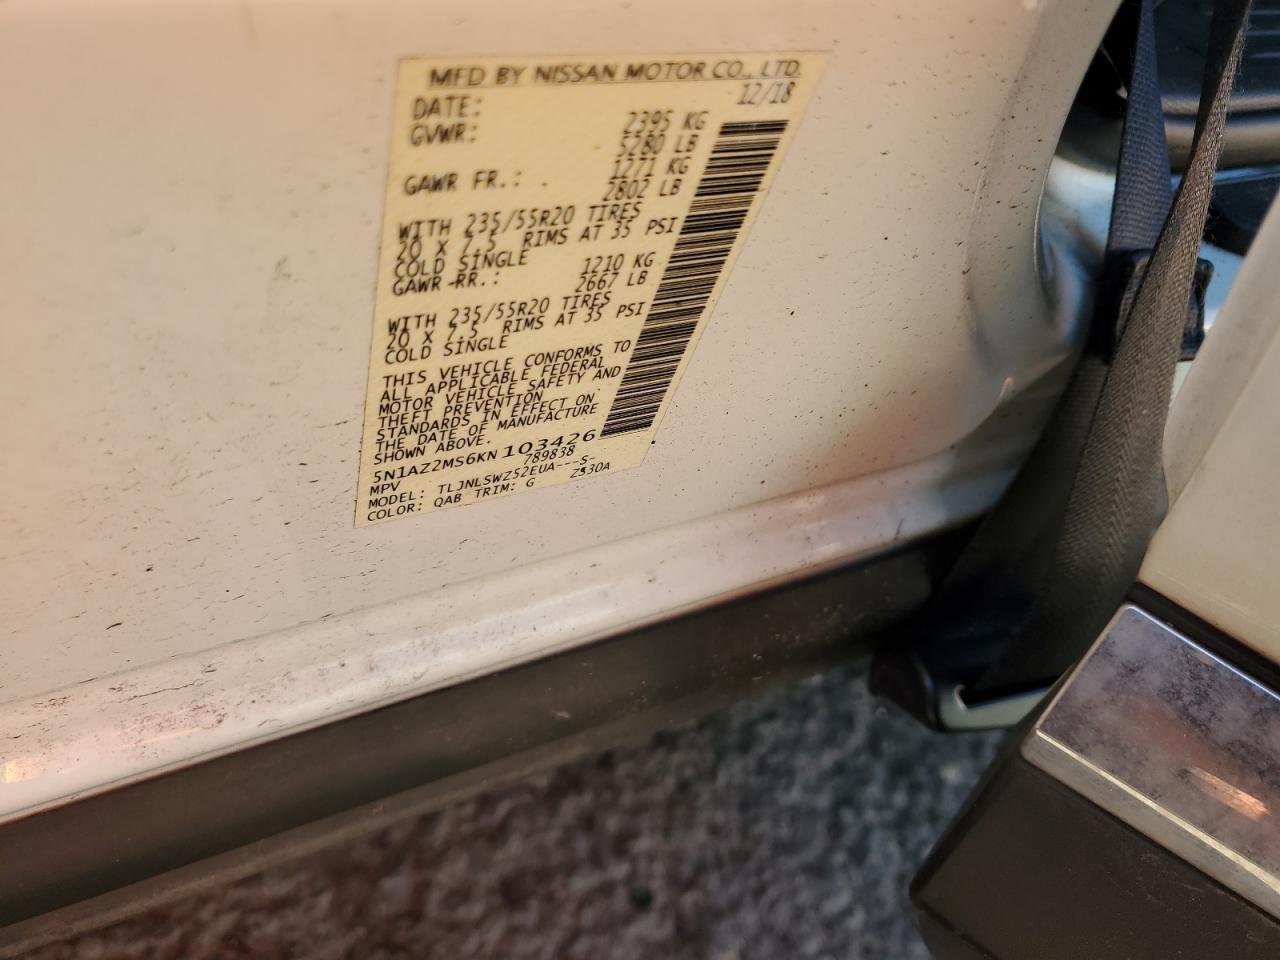 MFD BY NISSAN MOTOR CO., LTD.
DATE: 12/18
GVWR: 2395 KG
5280 LB
GAWR FR.: 1271 KG
2802 LB
WITH 235/55R20 TIRES
20 X 7.5 RIMS AT 35 PSI
COLD SINGLE
GAWR RR.: 1210 KG
2667 LB
WITH 235/55R20 TIRES
20 X 7.5 RIMS AT 35 PSI
COLD SINGLE
THIS VEHICLE CONFORMS TO
ALL APPLICABLE FEDERAL
MOTOR VEHICLE SAFETY AND
THEFT PREVENTION
STANDARDS IN EFFECT ON
THE DATE OF MANUFACTURE
SHOWN ABOVE.
5N1AZ2MS6KN 103426
MPV 789838
MODEL: TLJNLSWZ52EUA---S-
COLOR: QAB TRIM: G